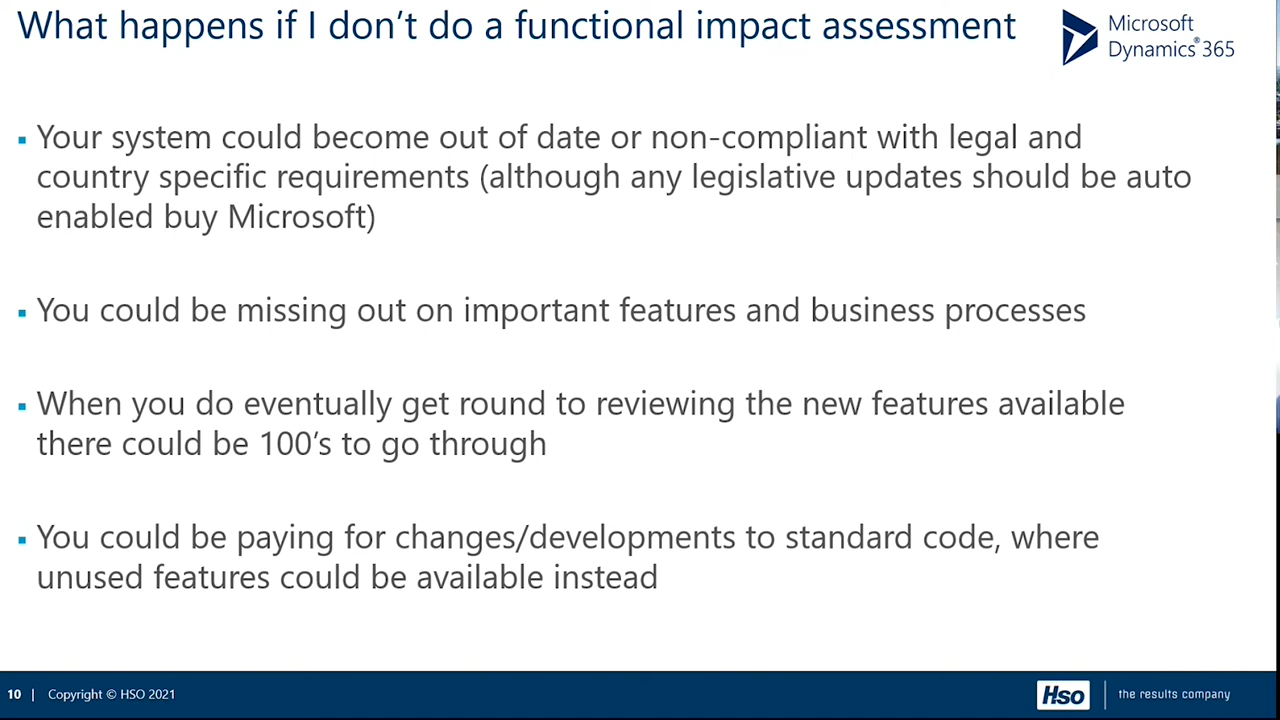 What happens if I don't do a functional impact assessment
Microsoft
Dynamics® 365
▪ Your system could become out of date or non-compliant with legal and
country specific requirements (although any legislative updates should be auto
enabled buy Microsoft)
▪ You could be missing out on important features and business processes
▪ When you do eventually get round to reviewing the new features available
there could be 100's to go through
▪ You could be paying for changes/developments to standard code, where
unused features could be available instead
10 | Copyright © HSO 2021
Hso | the results company